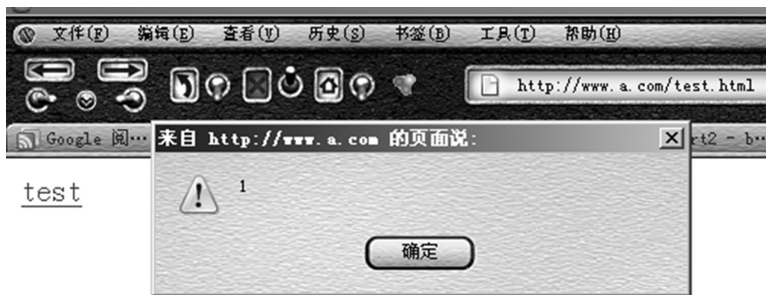 文件(F) 编辑(E) 查看(V) 历史(S) 书签(B) 工具(T) 帮助(H)
http://www.a.com/test.html
Google 阅… rt2 - b…
来自 http://www.a.com 的页面说:
test
1
确定